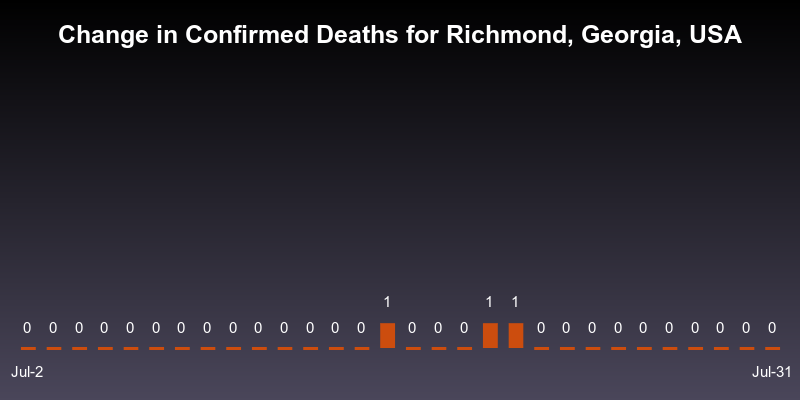 Change in Confirmed Deaths for Richmond, Georgia, USA
1 1 1
0 0 0 0 0 0 0 0 0 0 0 0 0 0 0 0 0 0 0 0 0 0 0 0 0 0 0
Jul-2 Jul-31